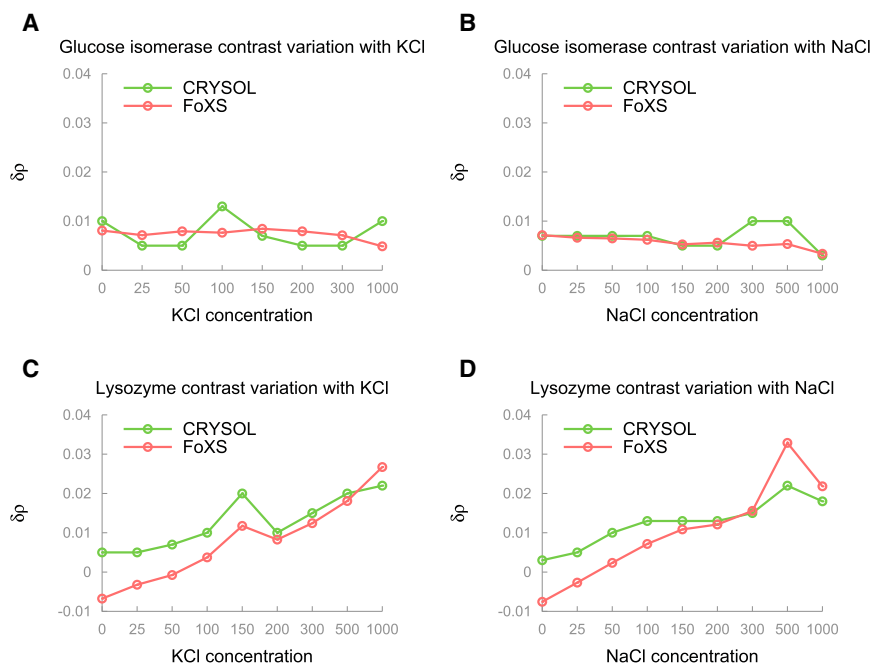 A
Glucose isomerase contrast variation with KCl
0.04
0.03
0.02
0.01
0
δρ
CRYSOL
FoXS
0 25 50 100 150 200 300 1000
KCl concentration
B
Glucose isomerase contrast variation with NaCl
0.04
0.03
0.02
0.01
0
δρ
CRYSOL
FoXS
0 25 50 100 150 200 300 500 1000
NaCl concentration
C
Lysozyme contrast variation with KCl
0.04
0.03
0.02
0.01
0
-0.01
δρ
CRYSOL
FoXS
0 25 50 100 150 200 300 500 1000
KCl concentration
D
Lysozyme contrast variation with NaCl
0.04
0.03
0.02
0.01
0
-0.01
δρ
CRYSOL
FoXS
0 25 50 100 150 200 300 500 1000
NaCl concentration